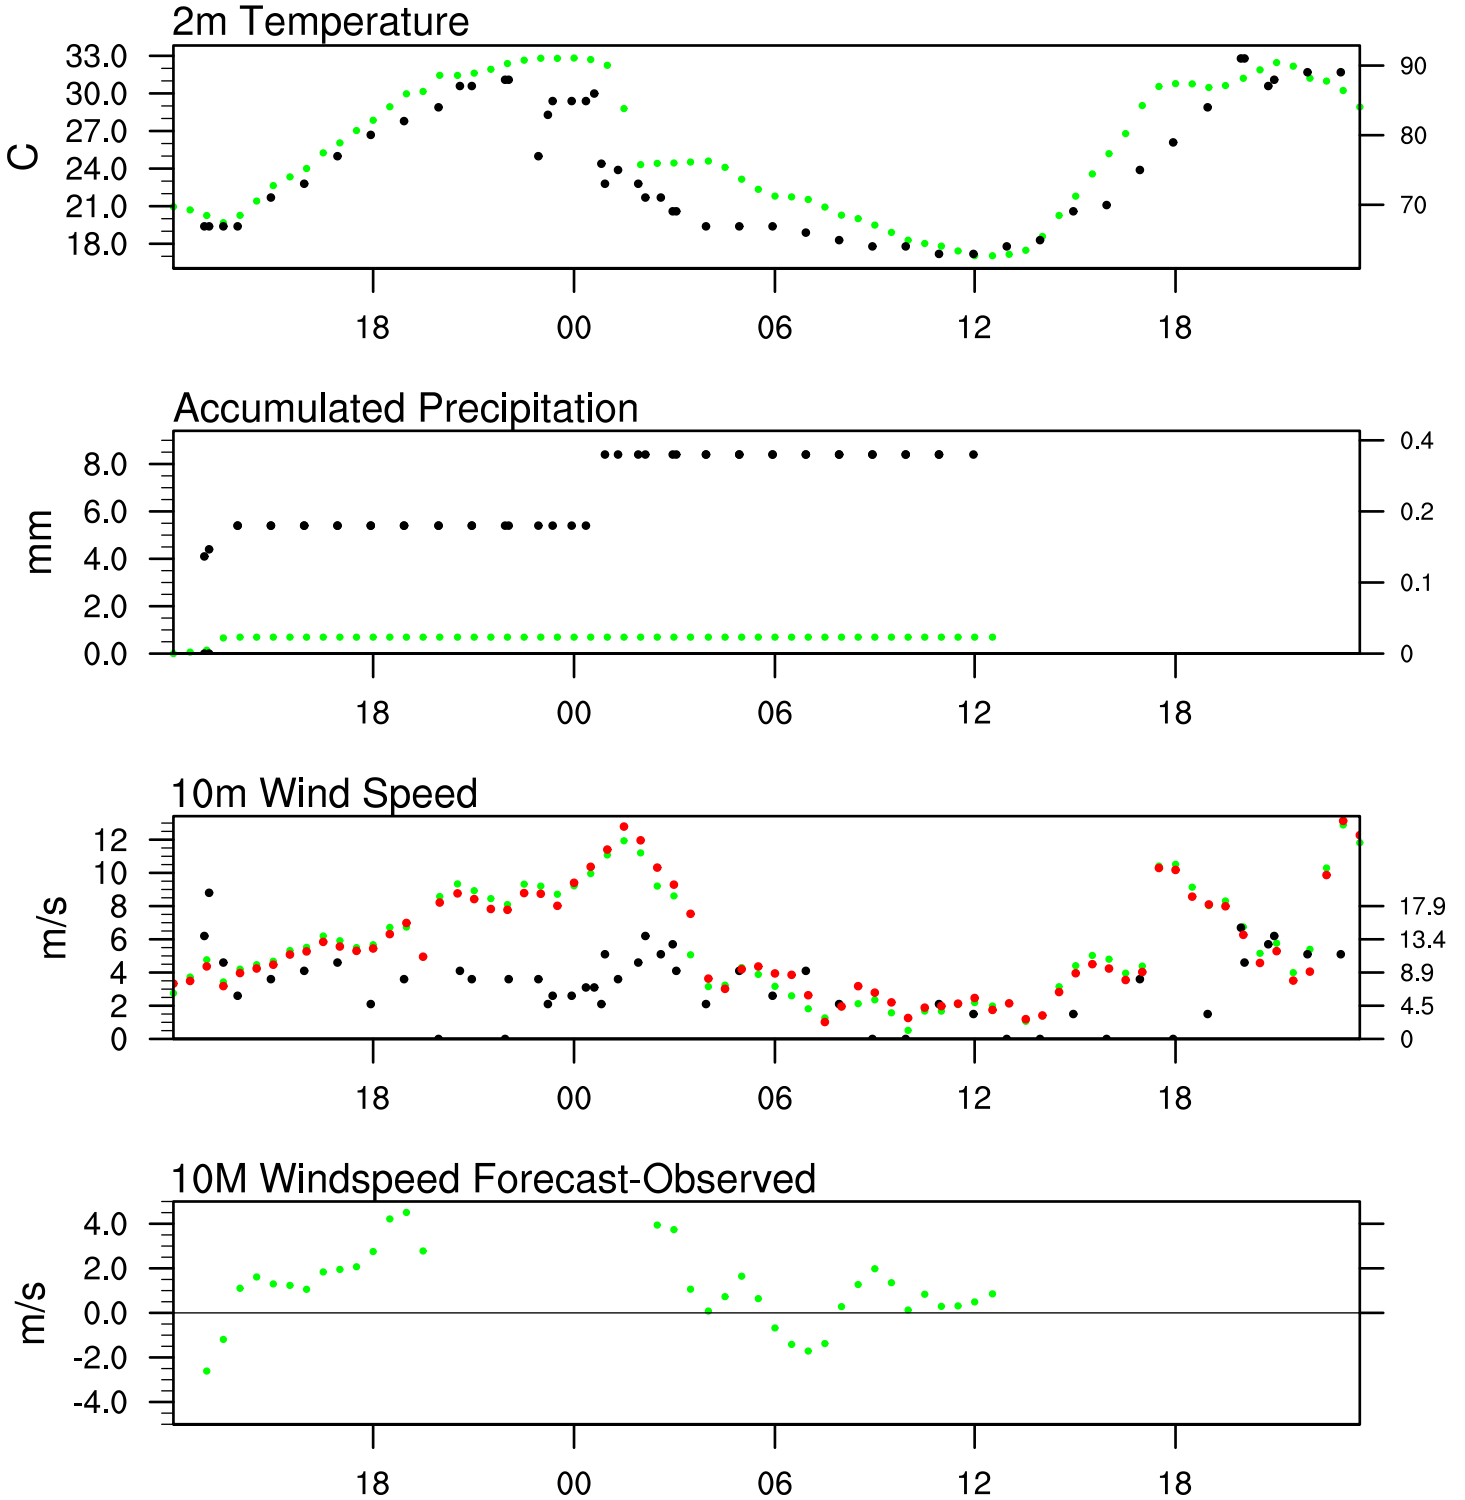 2m Temperature
33.0
30.0
27.0
24.0
21.0
18.0
C
90
80
70
18 00 06 12 18
Accumulated Precipitation
8.0
6.0
4.0
2.0
0.0
mm
0.4
0.2
0.1
0
18 00 06 12 18
10m Wind Speed
12
10
8
6
4
2
0
m/s
17.9
13.4
8.9
4.5
0
18 00 06 12 18
10M Windspeed Forecast-Observed
4.0
2.0
0.0
-2.0
-4.0
m/s
18 00 06 12 18